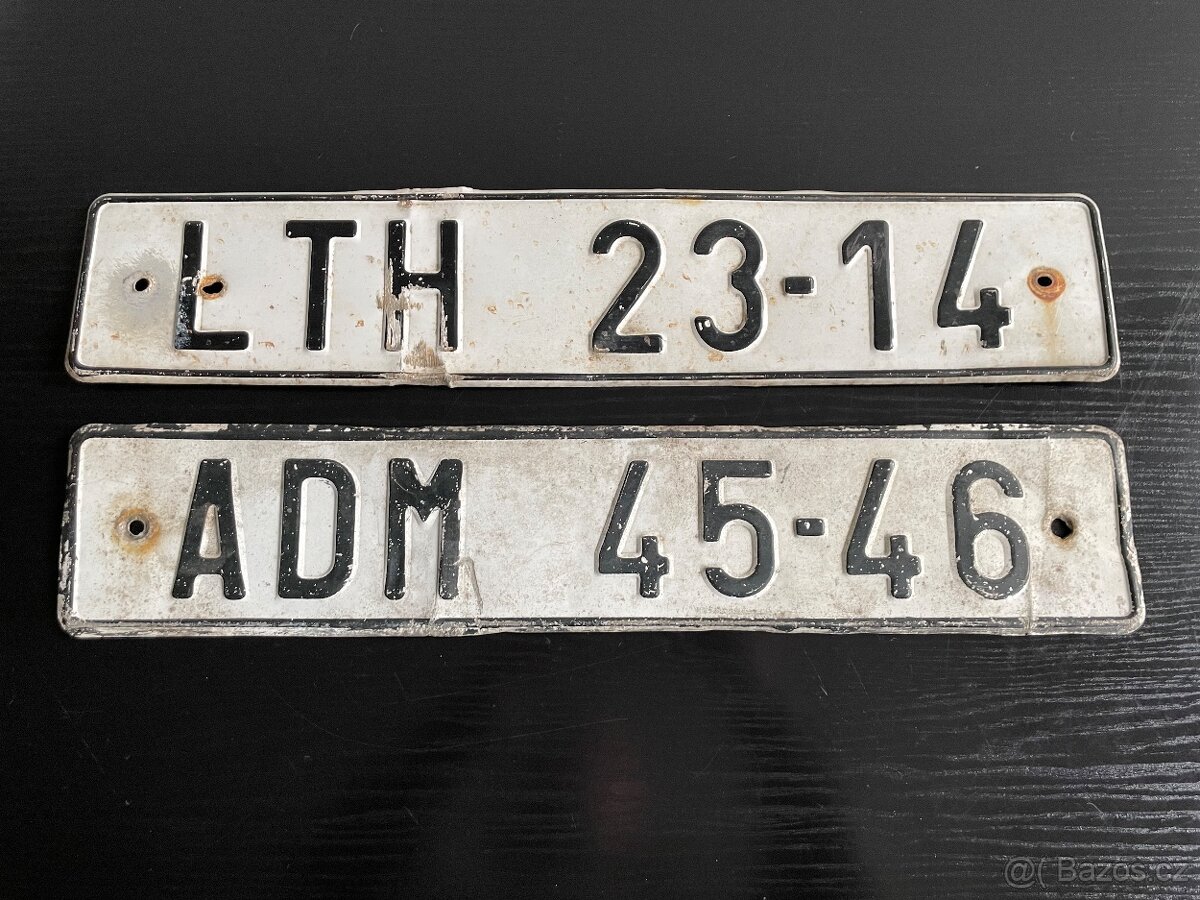 LTH 23-14
ADM 45-46
@( Bazos.cz